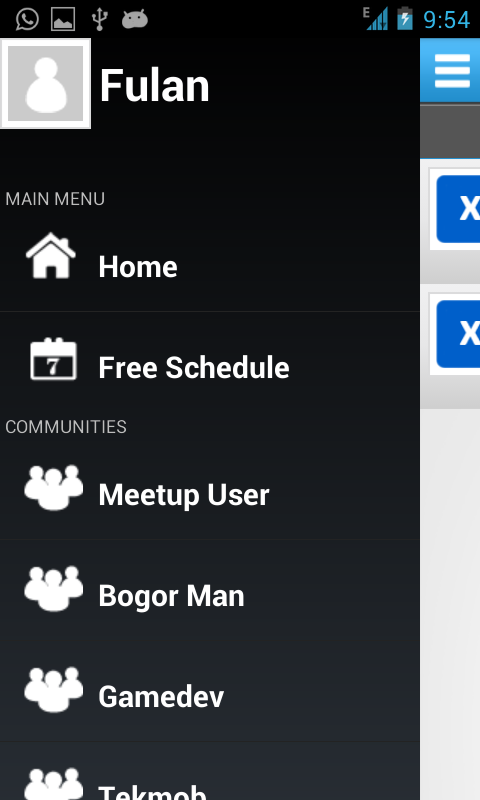 E 9:54
Fulan
MAIN MENU
Home
7 Free Schedule
COMMUNITIES
Meetup User
Bogor Man
Gamedev
Tekmob
X
X